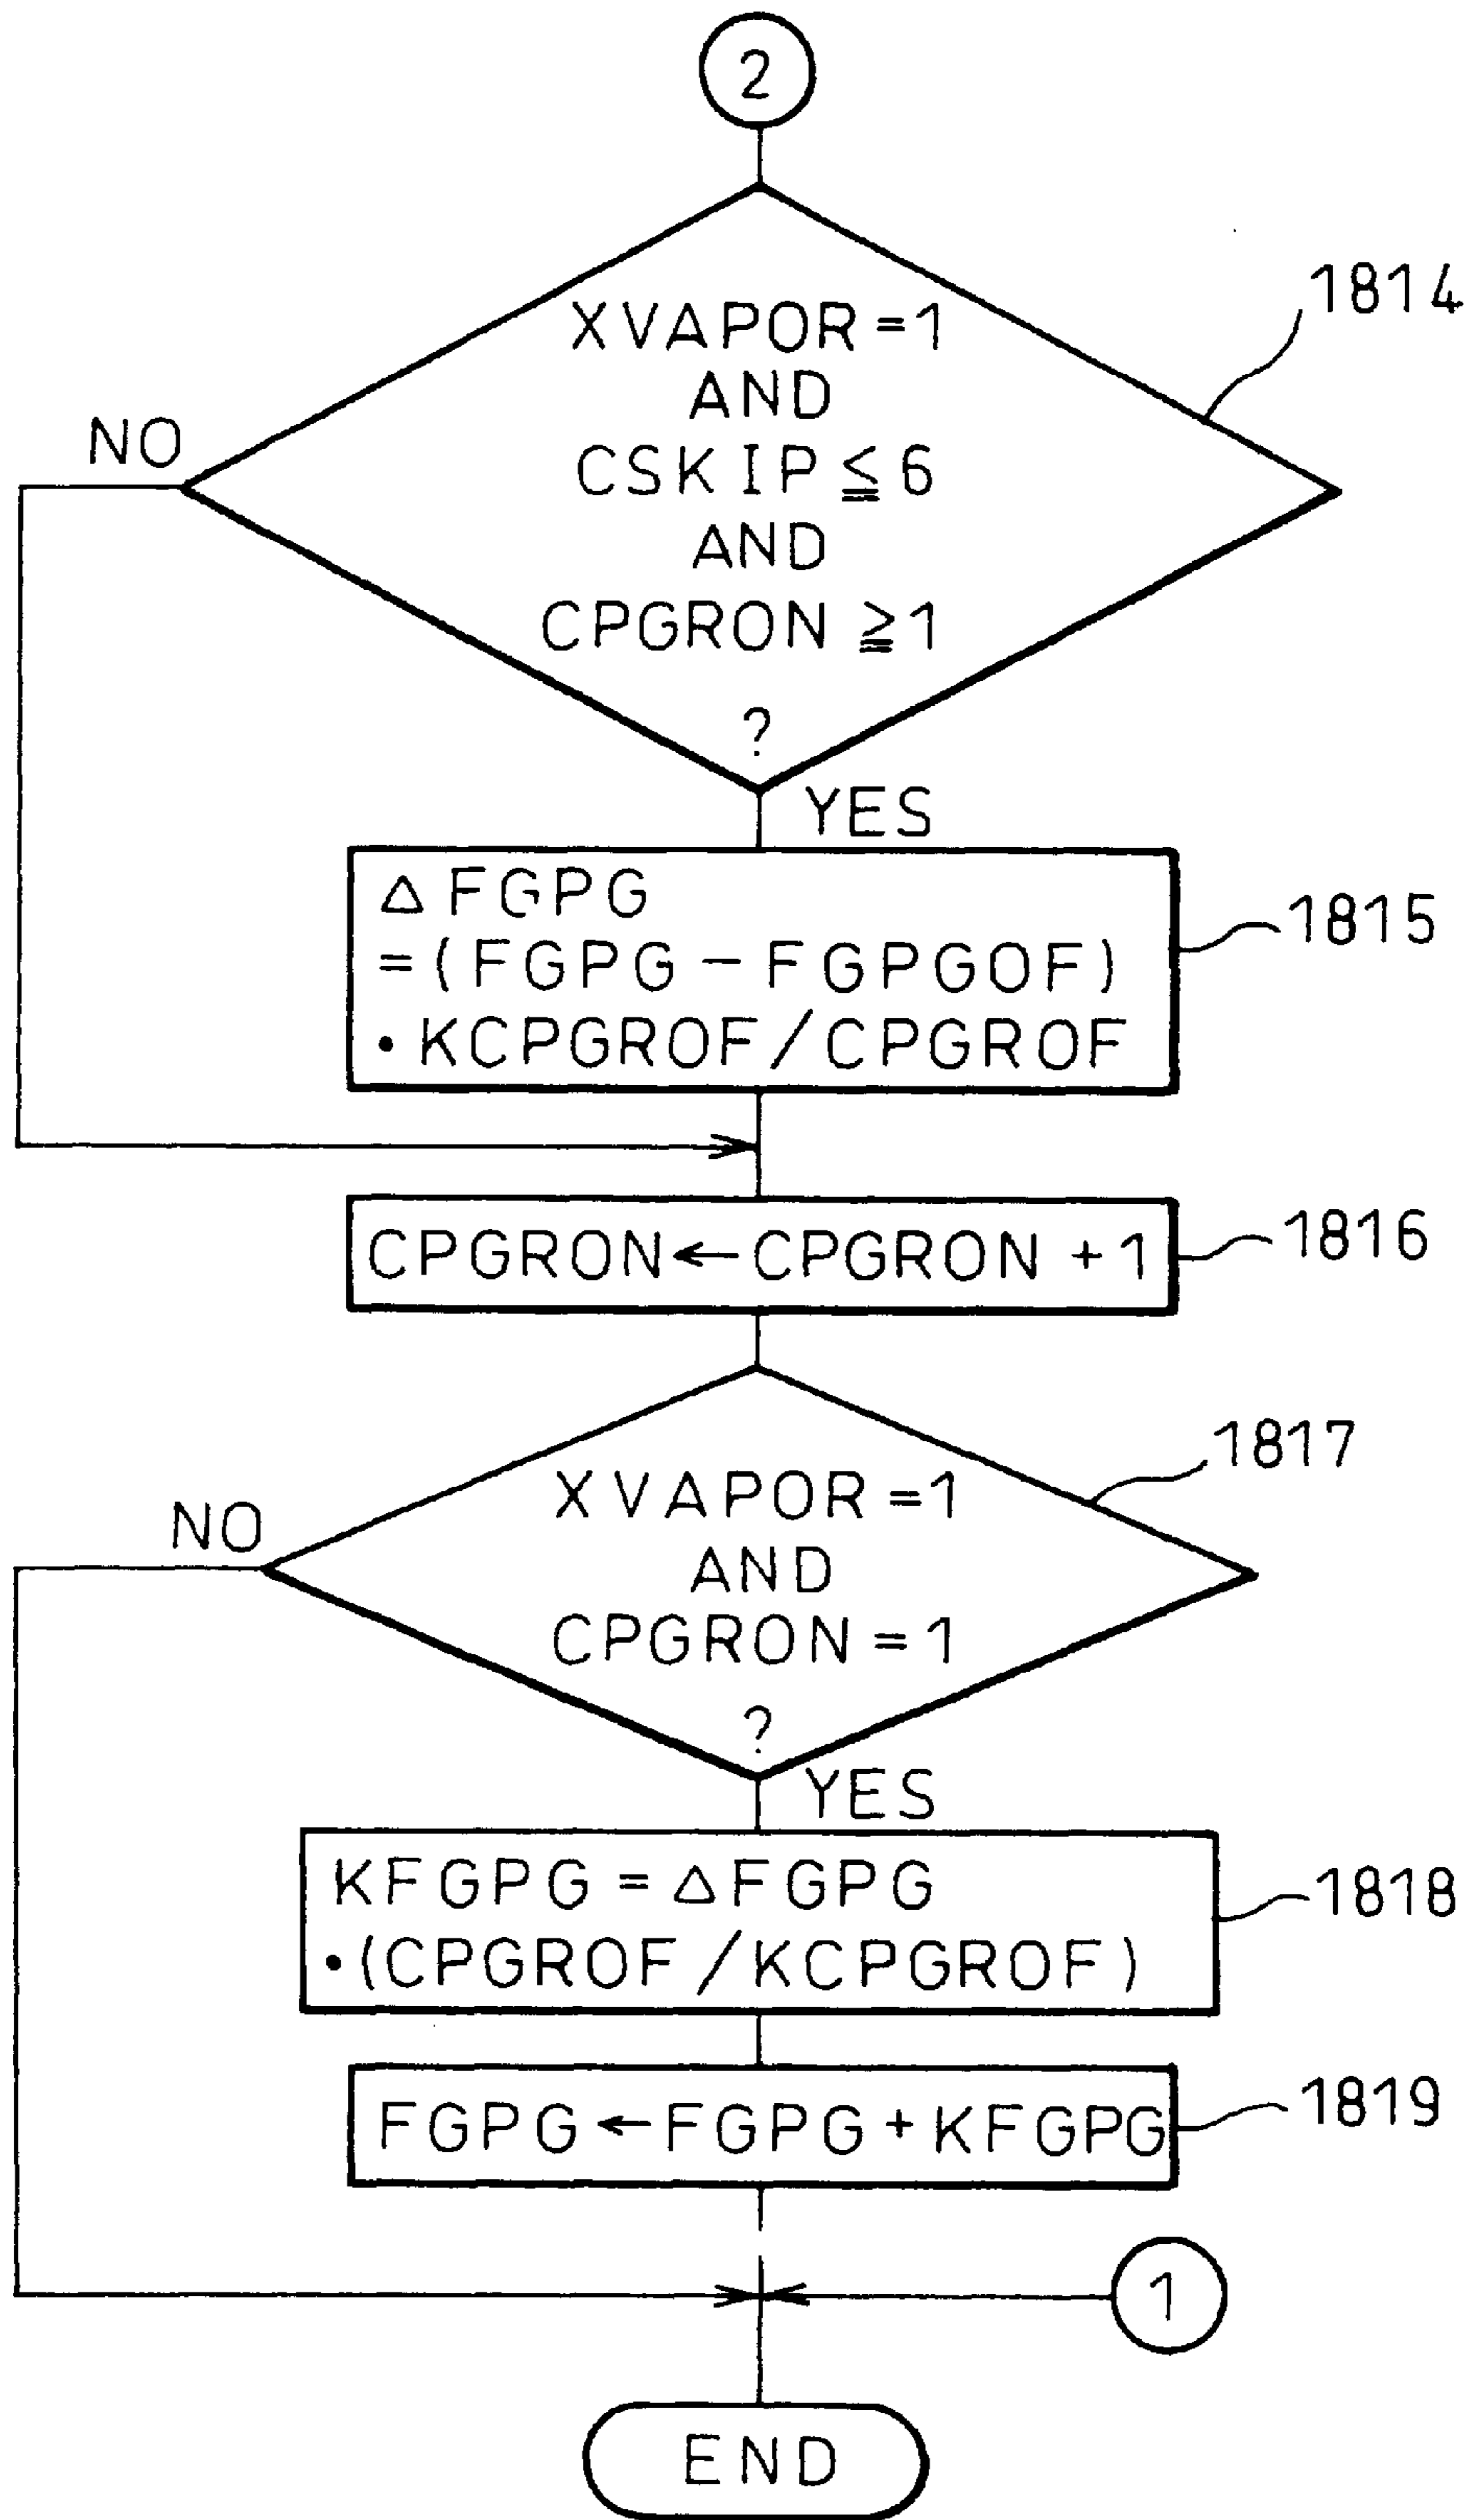 2
1814
XVAPOR=1
AND
CSKIP≦6
AND
CPGRON≧1
?
NO
YES
△FGPG
=(FGPG-FGPGOF)
•KCPGROF/CPGROF
1815
CPGRON←CPGRON+1
1816
1817
XVAPOR=1
AND
CPGRON=1
?
NO
YES
KFGPG=△FGPG
•(CPGROF/KCPGROF)
1818
FGPG←FGPG+KFGPG
1819
1
END